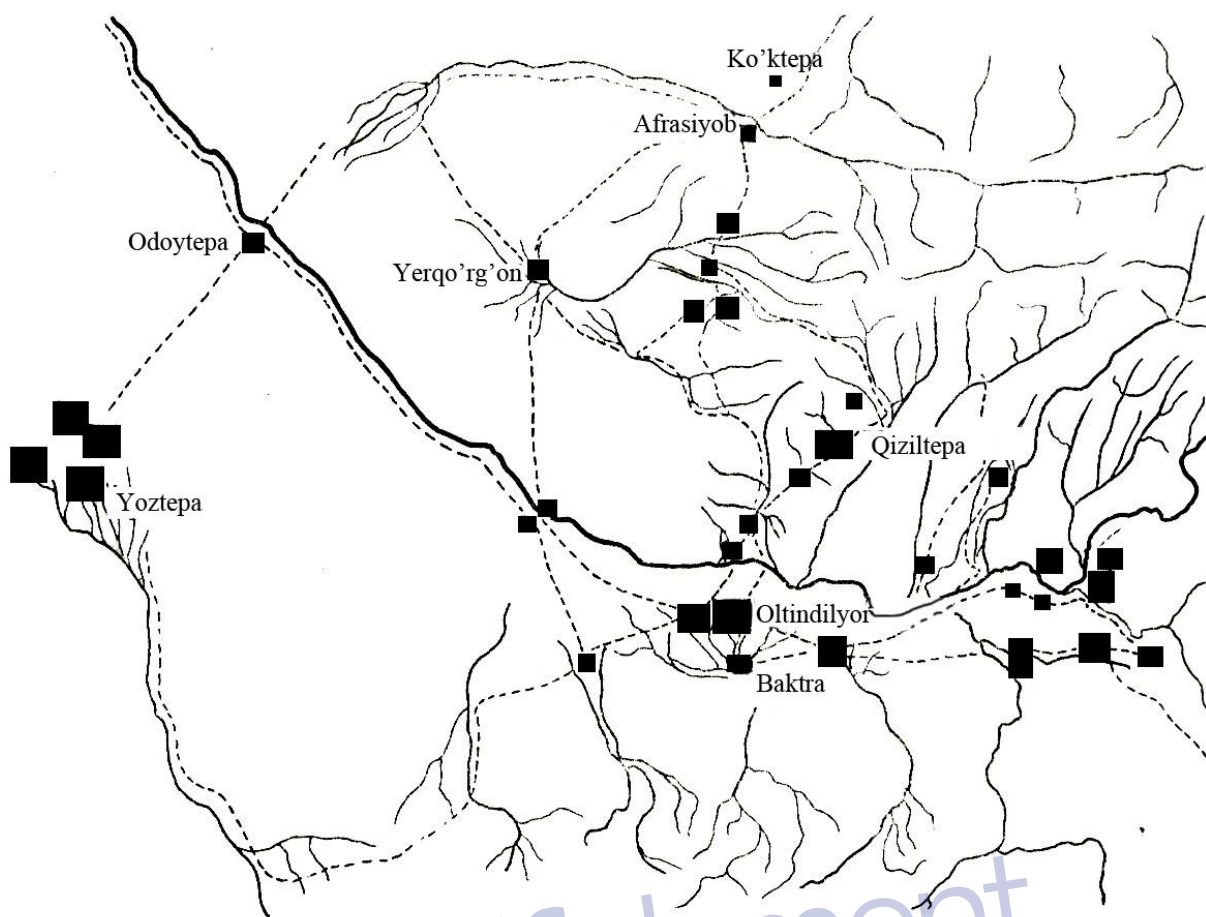 Ko’ktepa
Afrasiyob
Odoytepa
Yerqo’rg’on
Qiziltepa
Yoztepa
Oltindilyor
Baktra